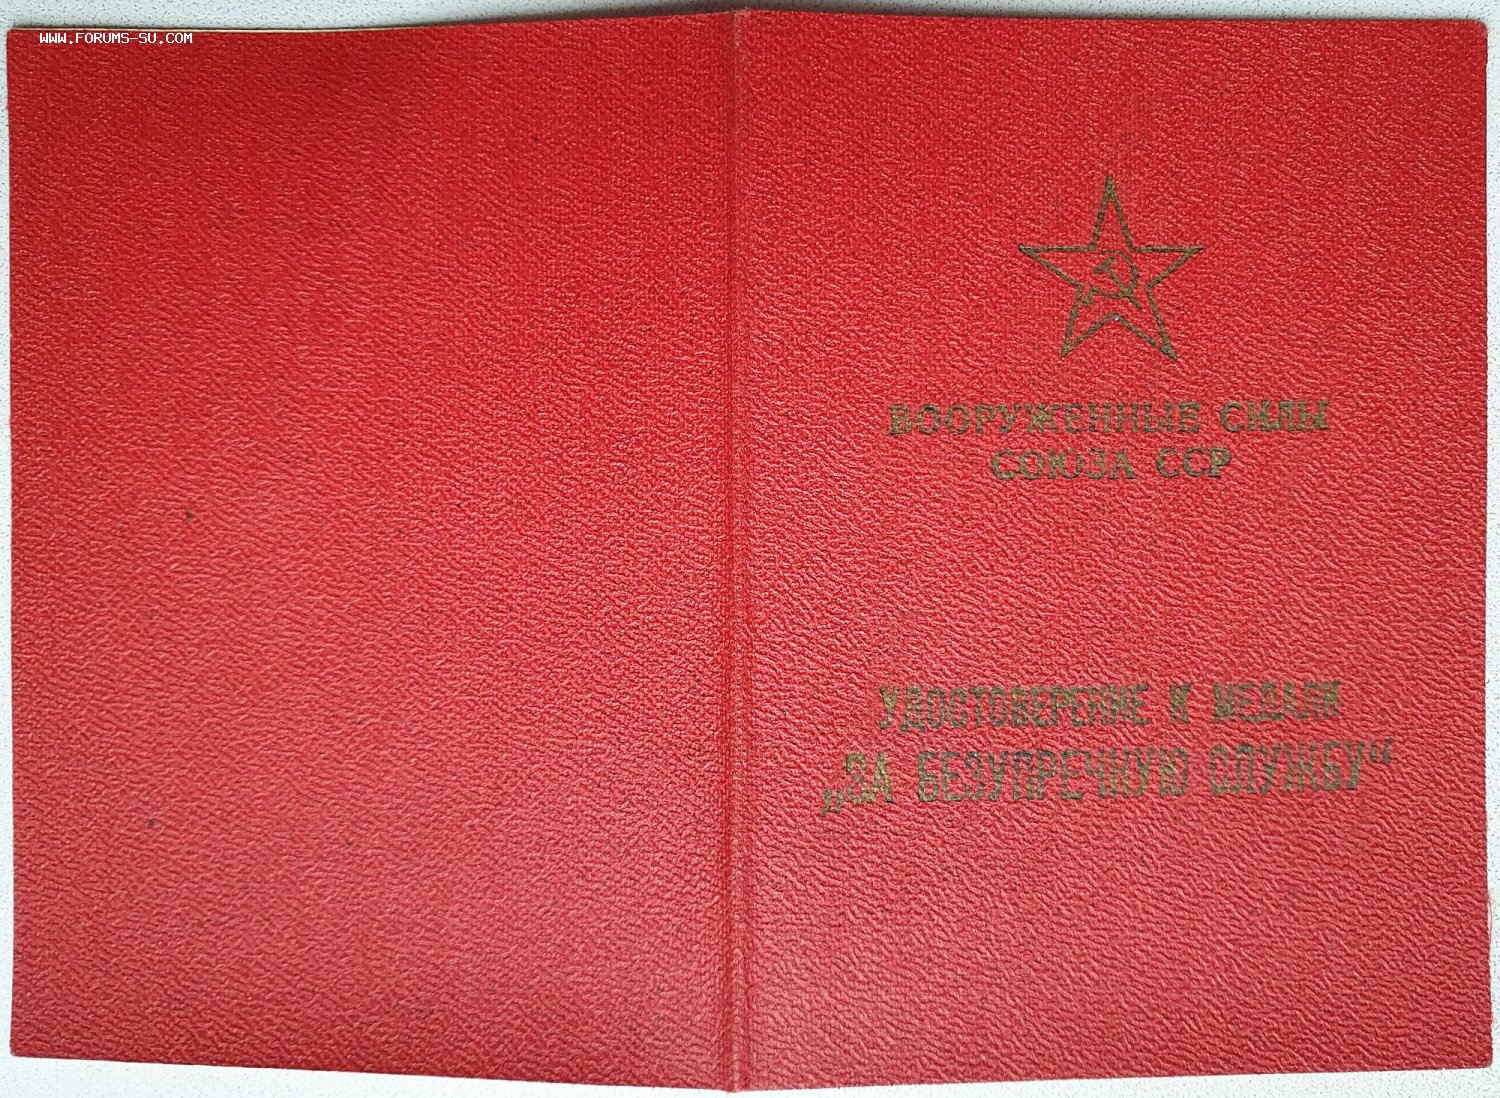 WWW.FORUMS-SU.COM
ВООРУЖЕННЫЕ СИЛЫ
СОЮЗА ССР
УДОСТОВЕРЕНИЕ К МЕДАЛИ
„ЗА БЕЗУПРЕЧНУЮ СЛУЖБУ“